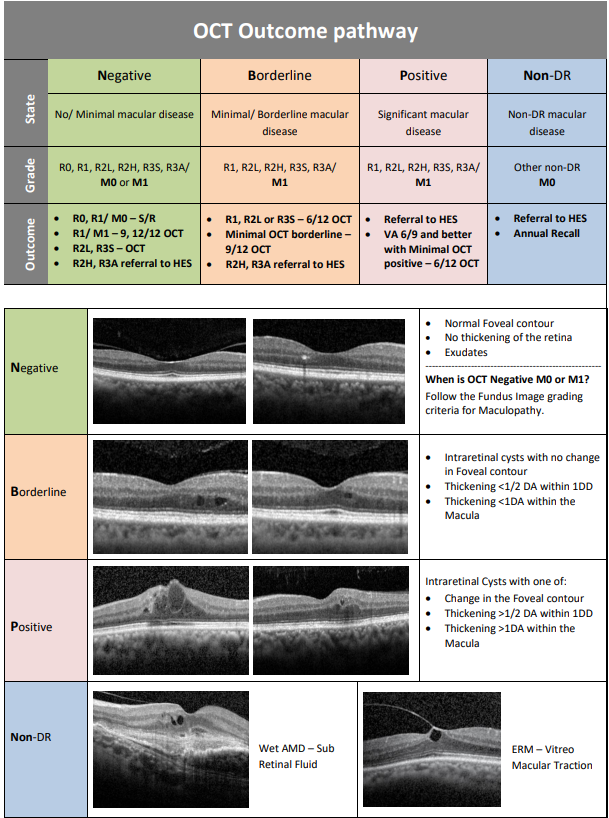 OCT Outcome pathway
State
Negative
Borderline
Positive
Non-DR
No/ Minimal macular disease
Minimal/ Borderline macular
disease
Significant macular
disease
Non-DR macular
disease
Grade
R0, R1, R2L, R2H, R3S, R3A/
M0 or M1
R1, R2L, R2H, R3S, R3A/
M1
R1, R2L, R2H, R3S, R3A/
M1
Other non-DR
M0
Outcome
• R0, R1/ M0 – S/R
• R1/ M1 – 9, 12/12 OCT
• R2L, R3S – OCT
• R2H, R3A referral to HES
• R1, R2L or R3S – 6/12 OCT
• Minimal OCT borderline –
9/12 OCT
• R2H, R3A referral to HES
• Referral to HES
• VA 6/9 and better
with Minimal OCT
positive – 6/12 OCT
• Referral to HES
• Annual Recall
Negative
• Normal Foveal contour
• No thickening of the retina
• Exudates
When is OCT Negative M0 or M1?
Follow the Fundus Image grading
criteria for Maculopathy.
Borderline
• Intraretinal cysts with no change
in Foveal contour
• Thickening <1/2 DA within 1DD
• Thickening <1DA within the
Macula
Positive
Intraretinal Cysts with one of:
• Change in the Foveal contour
• Thickening >1/2 DA within 1DD
• Thickening >1DA within the
Macula
Non-DR
Wet AMD – Sub
Retinal Fluid
ERM – Vitreo
Macular Traction